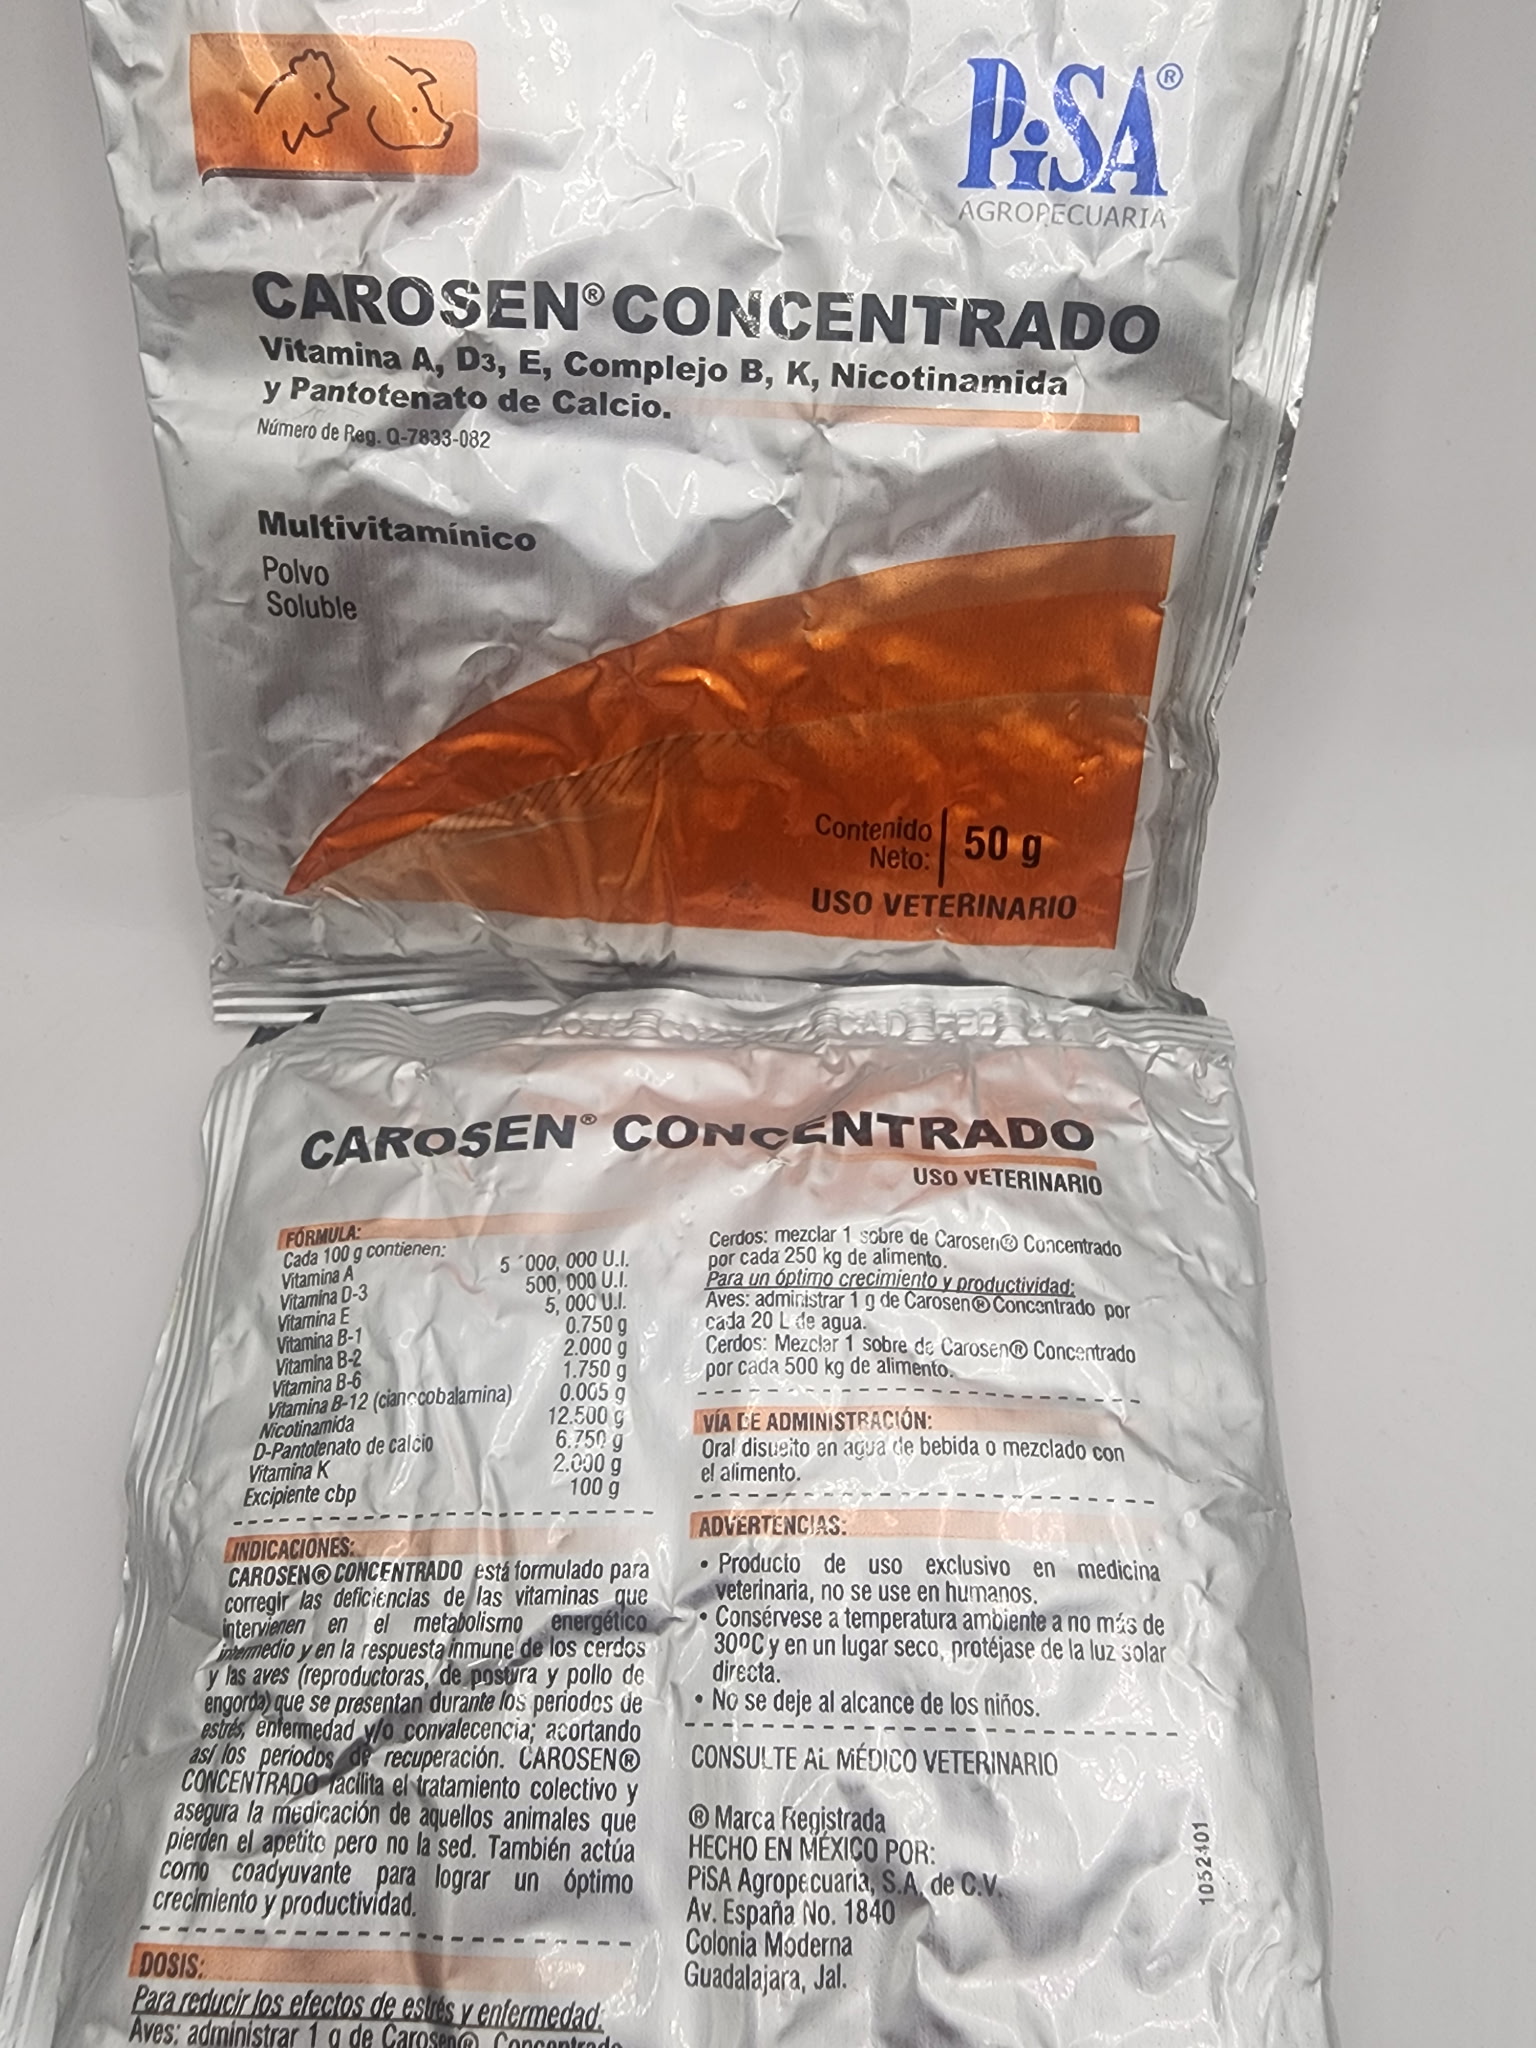 PiSA®
AGROPECUARIA
CAROSEN® CONCENTRADO
Vitamina A, D3, E, Complejo B, K, Nicotinamida
y Pantotenato de Calcio.
Número de Reg. Q-7833-082
Multivitamínico
Polvo
Soluble
Contenido
Neto:
50 g
USO VETERINARIO
CAROSEN® CONCENTRADO
USO VETERINARIO
FÓRMULA:
Cada 100 g contienen:
Vitamina A 5´000, 000 U.I.
Vitamina D-3 500, 000 U.I.
Vitamina E 5, 000 U.I.
Vitamina B-1 0.750 g
Vitamina B-2 2.000 g
Vitamina B-6 1.750 g
Vitamina B-12 (cianocobalamina) 0.005 g
Nicotinamida 12.500 g
D-Pantotenato de calcio 6.750 g
Vitamina K 2.000 g
Excipiente cbp 100 g
INDICACIONES:
CAROSEN® CONCENTRADO está formulado para
corregir las deficiencias de las vitaminas que
intervienen en el metabolismo energético
intermedio y en la respuesta inmune de los cerdos
y las aves (reproductoras, de postura y pollo de
engorda) que se presentan durante los periodos de
estrés, enfermedad y/o convalecencia; acortando
así los periodos de recuperación. CAROSEN®
CONCENTRADO facilita el tratamiento colectivo y
asegura la medicación de aquellos animales que
pierden el apetito pero no la sed. También actúa
como coadyuvante para lograr un óptimo
crecimiento y productividad.
DOSIS:
Para reducir los efectos de estrés y enfermedad:
Aves: administrar 1 g de Carosen® Concentrado
Cerdos: mezclar 1 sobre de Carosen® Concentrado
por cada 250 kg de alimento.
Para un óptimo crecimiento y productividad:
Aves: administrar 1 g de Carosen® Concentrado por
cada 20 L de agua.
Cerdos: Mezclar 1 sobre de Carosen® Concentrado
por cada 500 kg de alimento.
VÍA DE ADMINISTRACIÓN:
Oral disuelto en agua de bebida o mezclado con
el alimento.
ADVERTENCIAS:
• Producto de uso exclusivo en medicina
veterinaria, no se use en humanos.
• Consérvese a temperatura ambiente a no más de
30ºC y en un lugar seco, protéjase de la luz solar
directa.
• No se deje al alcance de los niños.
CONSULTE AL MÉDICO VETERINARIO
® Marca Registrada
HECHO EN MÉXICO POR:
PiSA Agropecuaria, S.A. de C.V.
Av. España No. 1840
Colonia Moderna
Guadalajara, Jal.
1052401